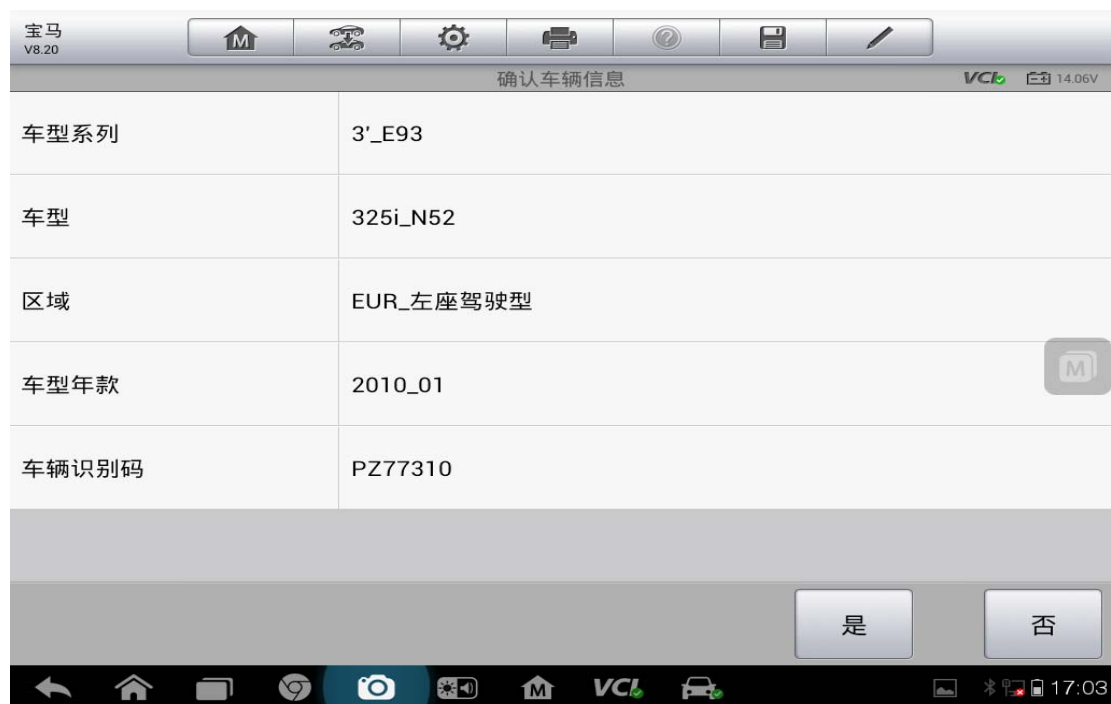 宝马
V8.20
M
确认车辆信息
VCI
14.06V
车型系列
3'_E93
车型
325i_N52
区域
EUR_左座驾驶型
车型年款
2010_01
M
车辆识别码
PZ77310
是
否
M
VCI
17:03